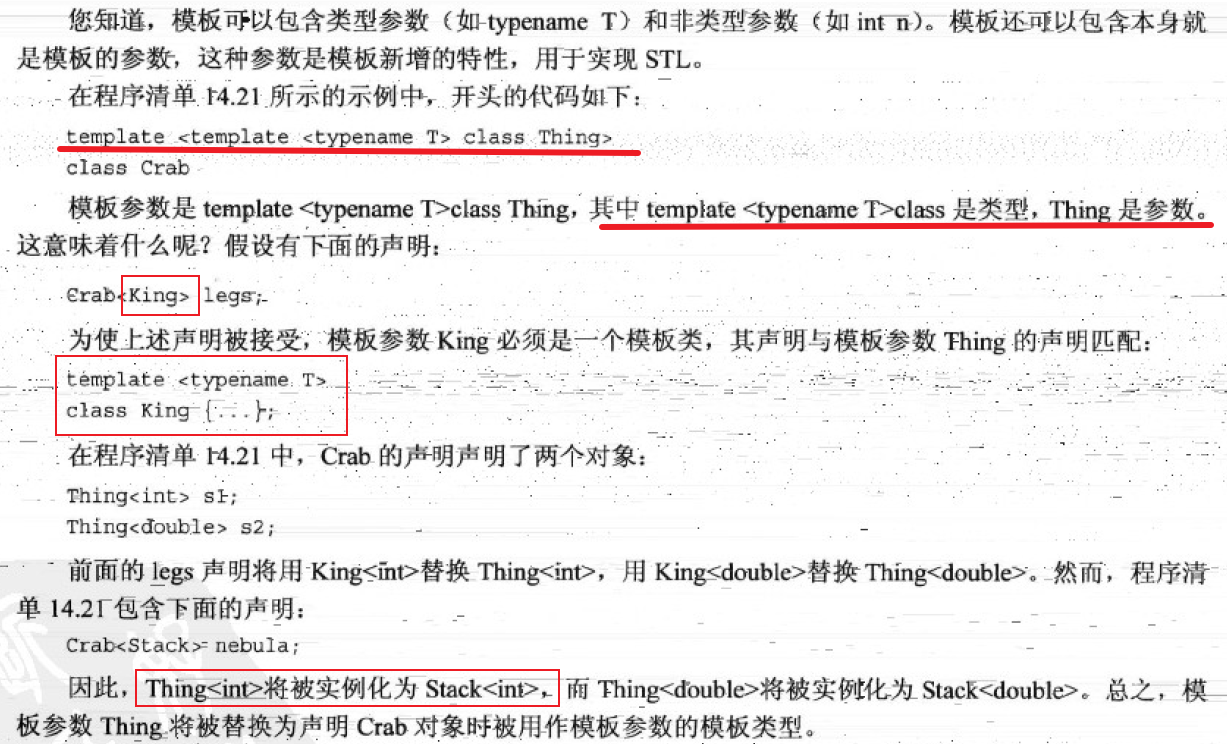 您知道，模板可以包含类型参数（如 typename T）和非类型参数（如 int n）。模板还可以包含本身就
是模板的参数，这种参数是模板新增的特性，用于实现 STL。
在程序清单 14.21 所示的示例中，开头的代码如下：
template <template <typename T> class Thing>
class Crab
模板参数是 template <typename T>class Thing，其中 template <typename T>class 是类型，Thing 是参数。
这意味着什么呢？假设有下面的声明：
Crab<King> legs;
为使上述声明被接受，模板参数 King 必须是一个模板类，其声明与模板参数 Thing 的声明匹配：
template <typename T>
class King {...};
在程序清单 14.21 中，Crab 的声明声明了两个对象：
Thing<int> s1;
Thing<double> s2;
前面的 legs 声明将用 King<int>替换 Thing<int>，用 King<double>替换 Thing<double>。然而，程序清
单 14.21 包含下面的声明：
Crab<Stack> nebula;
因此，Thing<int>将被实例化为 Stack<int>，而 Thing<double>将被实例化为 Stack<double>。总之，模
板参数 Thing 将被替换为声明 Crab 对象时被用作模板参数的模板类型。